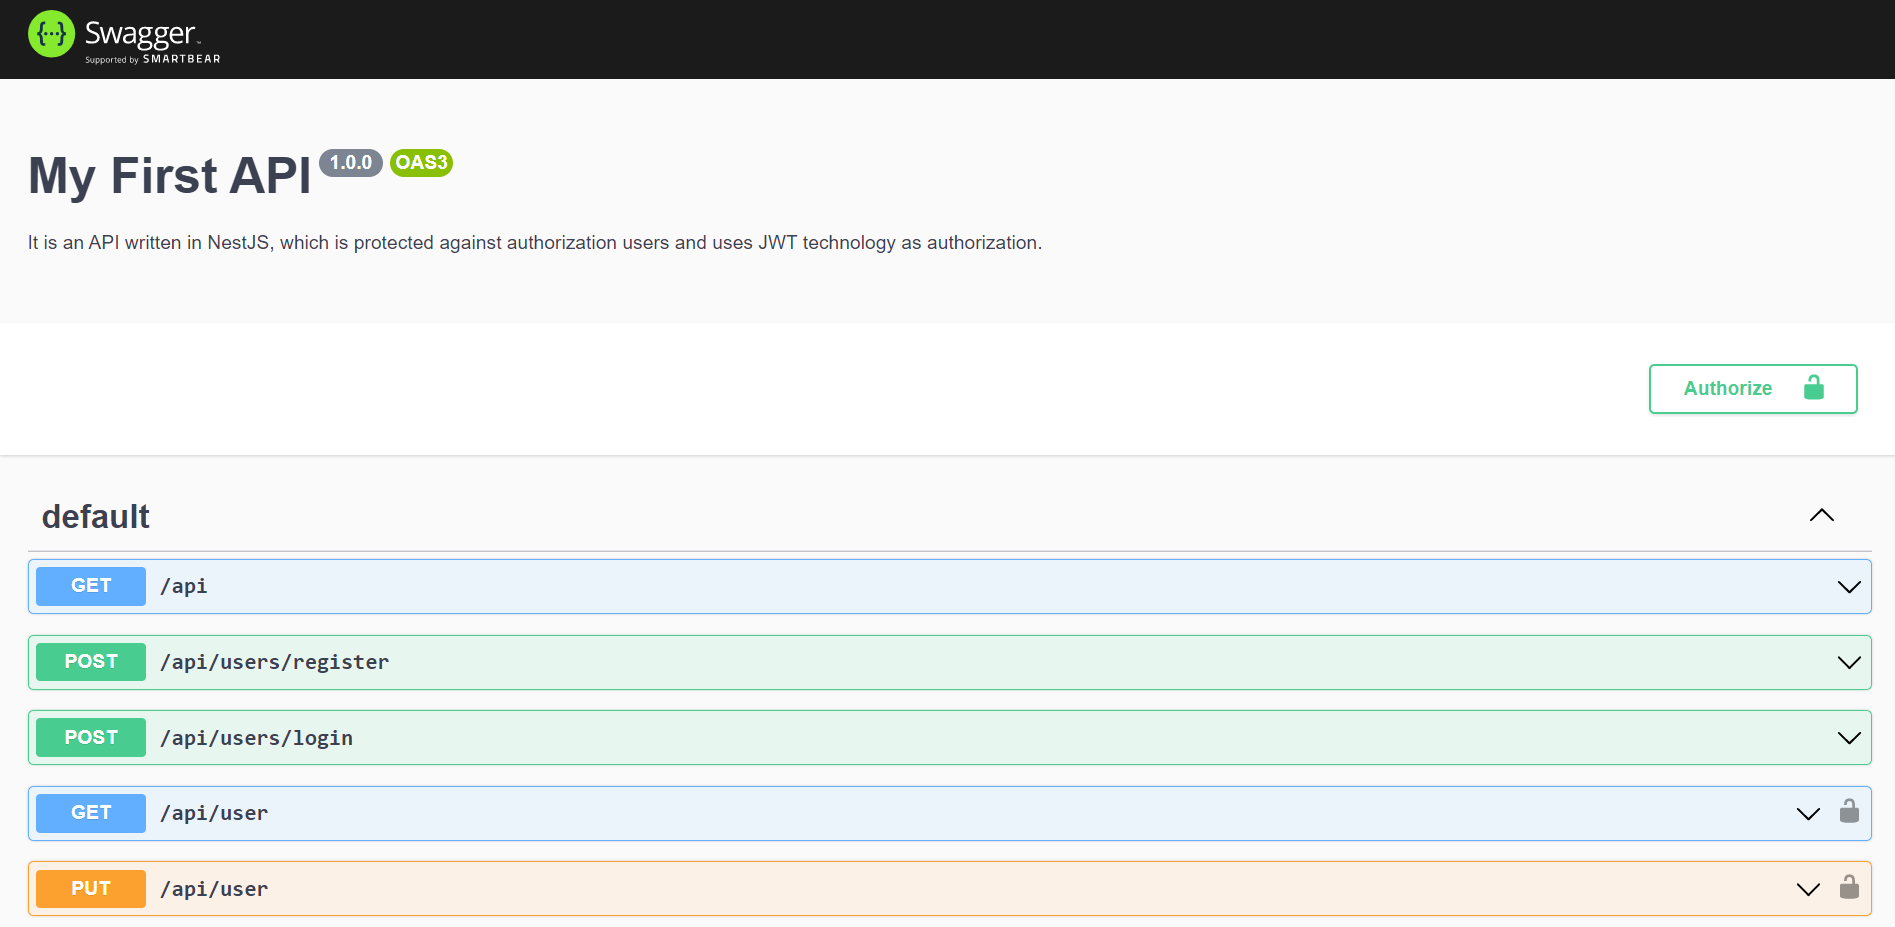 Swagger™
Supported by SMARTBEAR
My First API 1.0.0 OAS3
It is an API written in NestJS, which is protected against authorization users and uses JWT technology as authorization.
Authorize
default
GET /api
POST /api/users/register
POST /api/users/login
GET /api/user
PUT /api/user